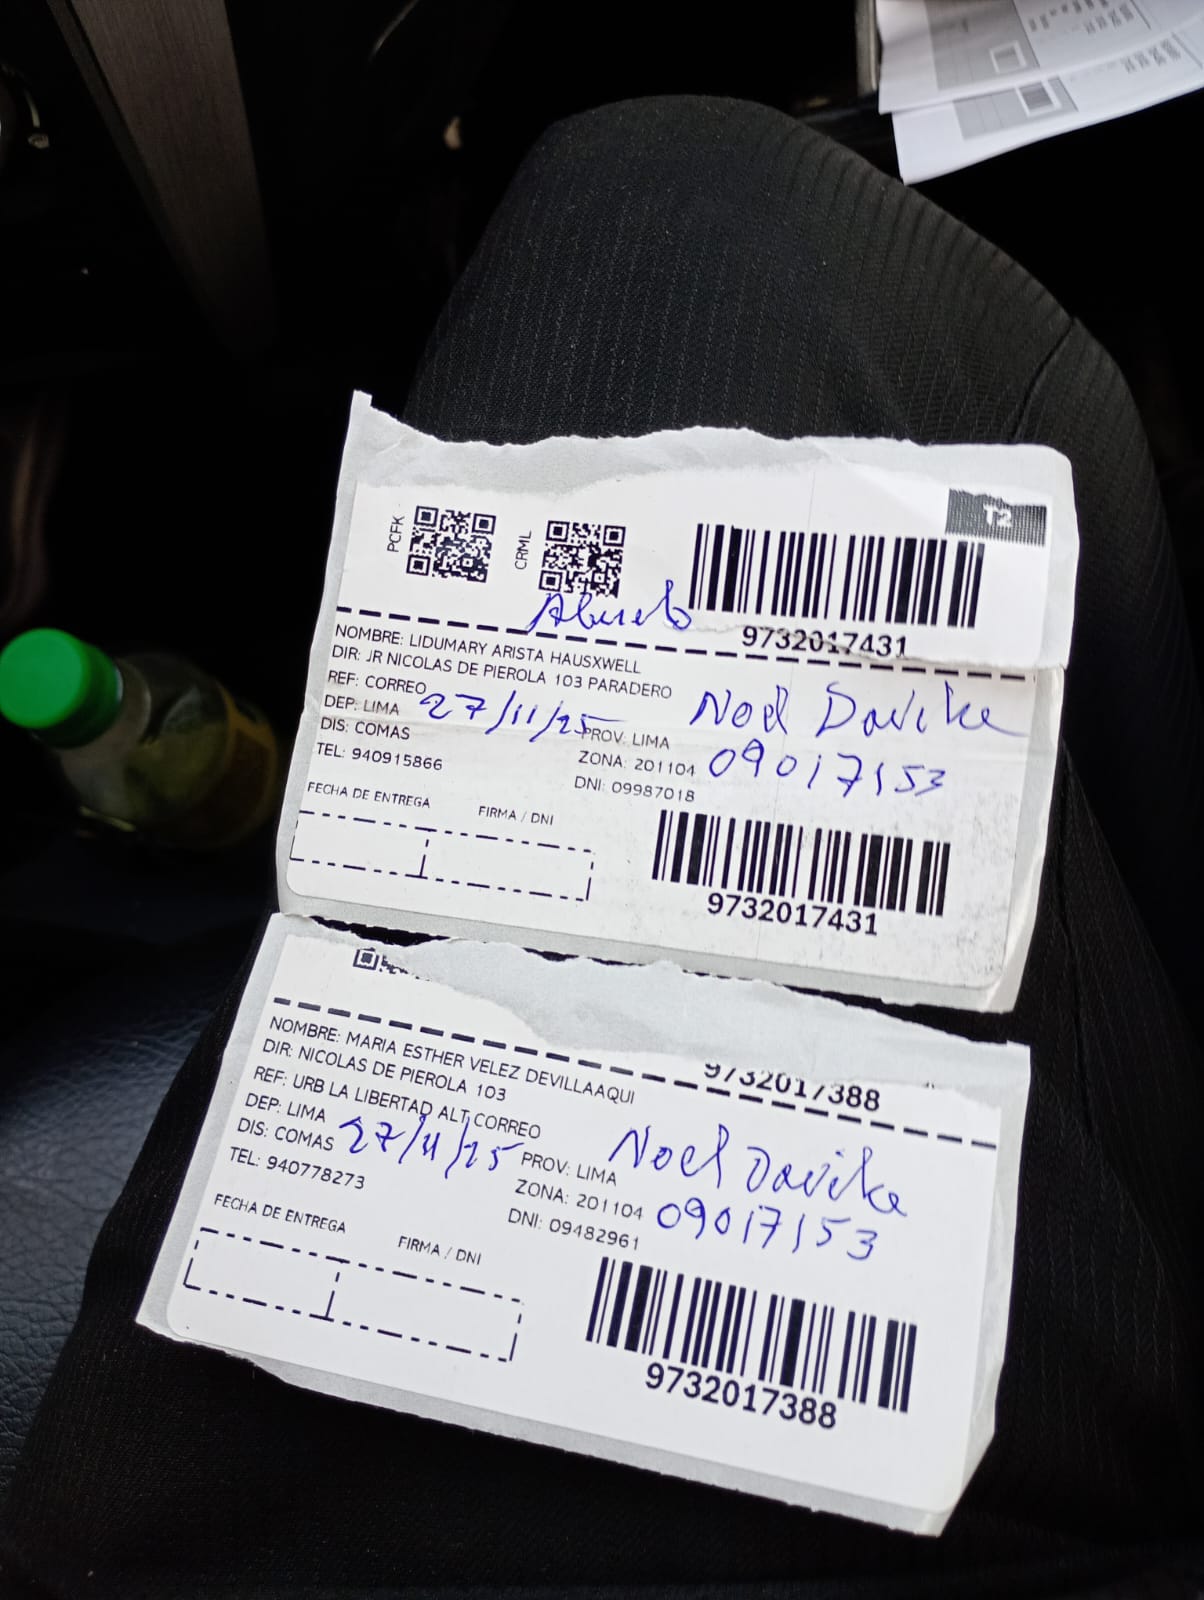 T2
PCFK
CRML
9732017431
NOMBRE: LIDUMARY ARISTA HAUSXWELL
DIR: JR NICOLAS DE PIEROLA 103 PARADERO
REF: CORREO
DEP: LIMA 27/11/25 PROV: LIMA Noel
DIS: COMAS ZONA: 201104 09017153
TEL: 940915866 DNI: 09987018
FECHA DE ENTREGA FIRMA / DNI
9732017431
9732017388
NOMBRE: MARIA ESTHER VELEZ DEVILLAAQUI
DIR: NICOLAS DE PIEROLA 103
REF: URB LA LIBERTAD ALT CORREO
DEP: LIMA 27/11/25 PROV: LIMA Noel
DIS: COMAS ZONA: 201104 09017153
TEL: 940778273 DNI: 09482961
FECHA DE ENTREGA FIRMA / DNI
9732017388